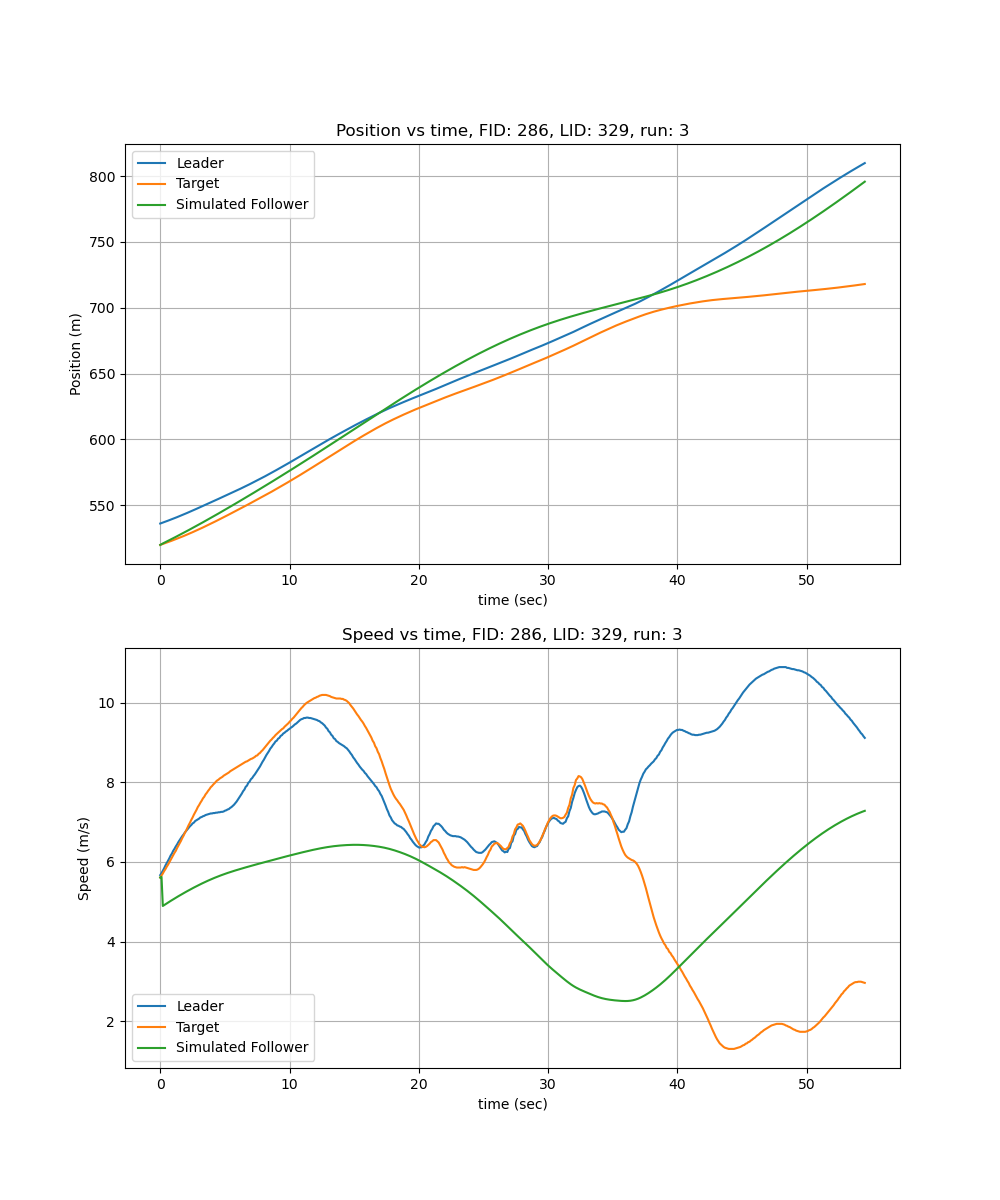 Position vs time, FID: 286, LID: 329, run: 3
Leader
Target
Simulated Follower
800
750
700
650
600
550
Position (m)
0 10 20 30 40 50
time (sec)
Speed vs time, FID: 286, LID: 329, run: 3
10
8
6
4
2
Speed (m/s)
Leader
Target
Simulated Follower
0 10 20 30 40 50
time (sec)